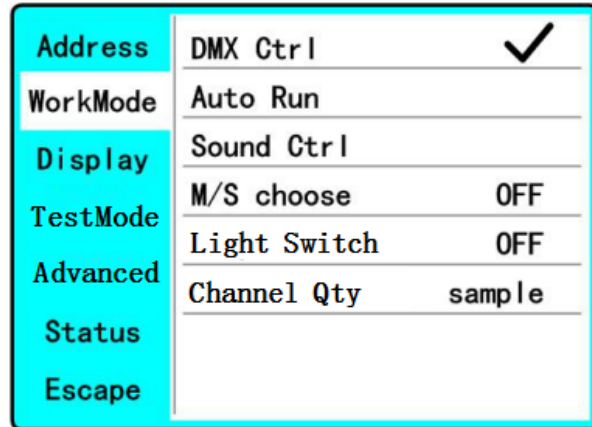 Address
WorkMode
Display
TestMode
Advanced
Status
Escape
DMX Ctrl
Auto Run
Sound Ctrl
M/S choose OFF
Light Switch OFF
Channel Qty sample